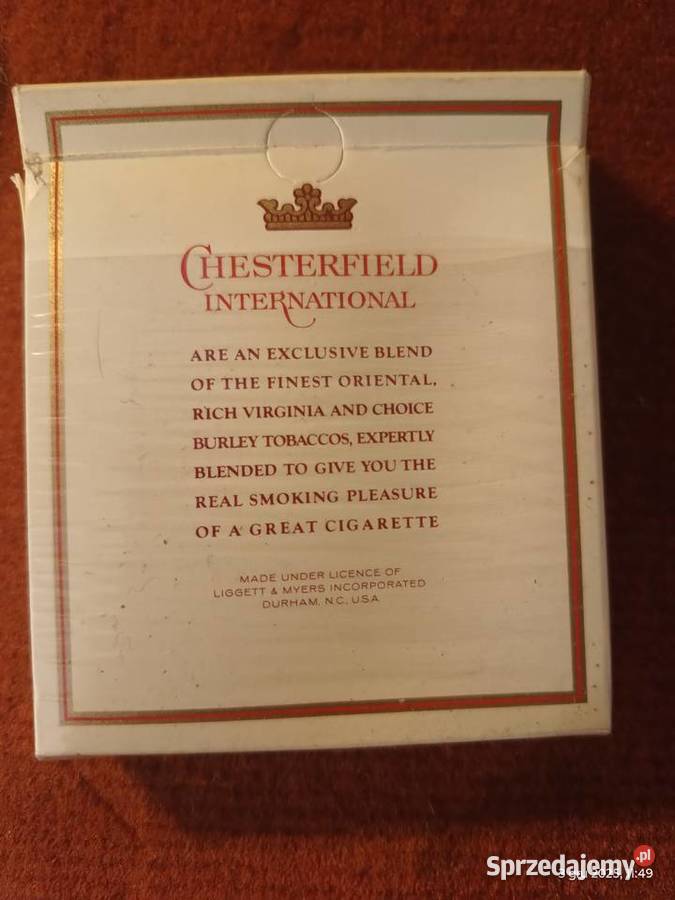 CHESTERFIELD
INTERNATIONAL
ARE AN EXCLUSIVE BLEND
OF THE FINEST ORIENTAL,
RICH VIRGINIA AND CHOICE
BURLEY TOBACCOS, EXPERTLY
BLENDED TO GIVE YOU THE
REAL SMOKING PLEASURE
OF A GREAT CIGARETTE
MADE UNDER LICENCE OF
LIGGETT & MYERS INCORPORATED
DURHAM, N.C., U.S.A.
Sprzedajemy.pl